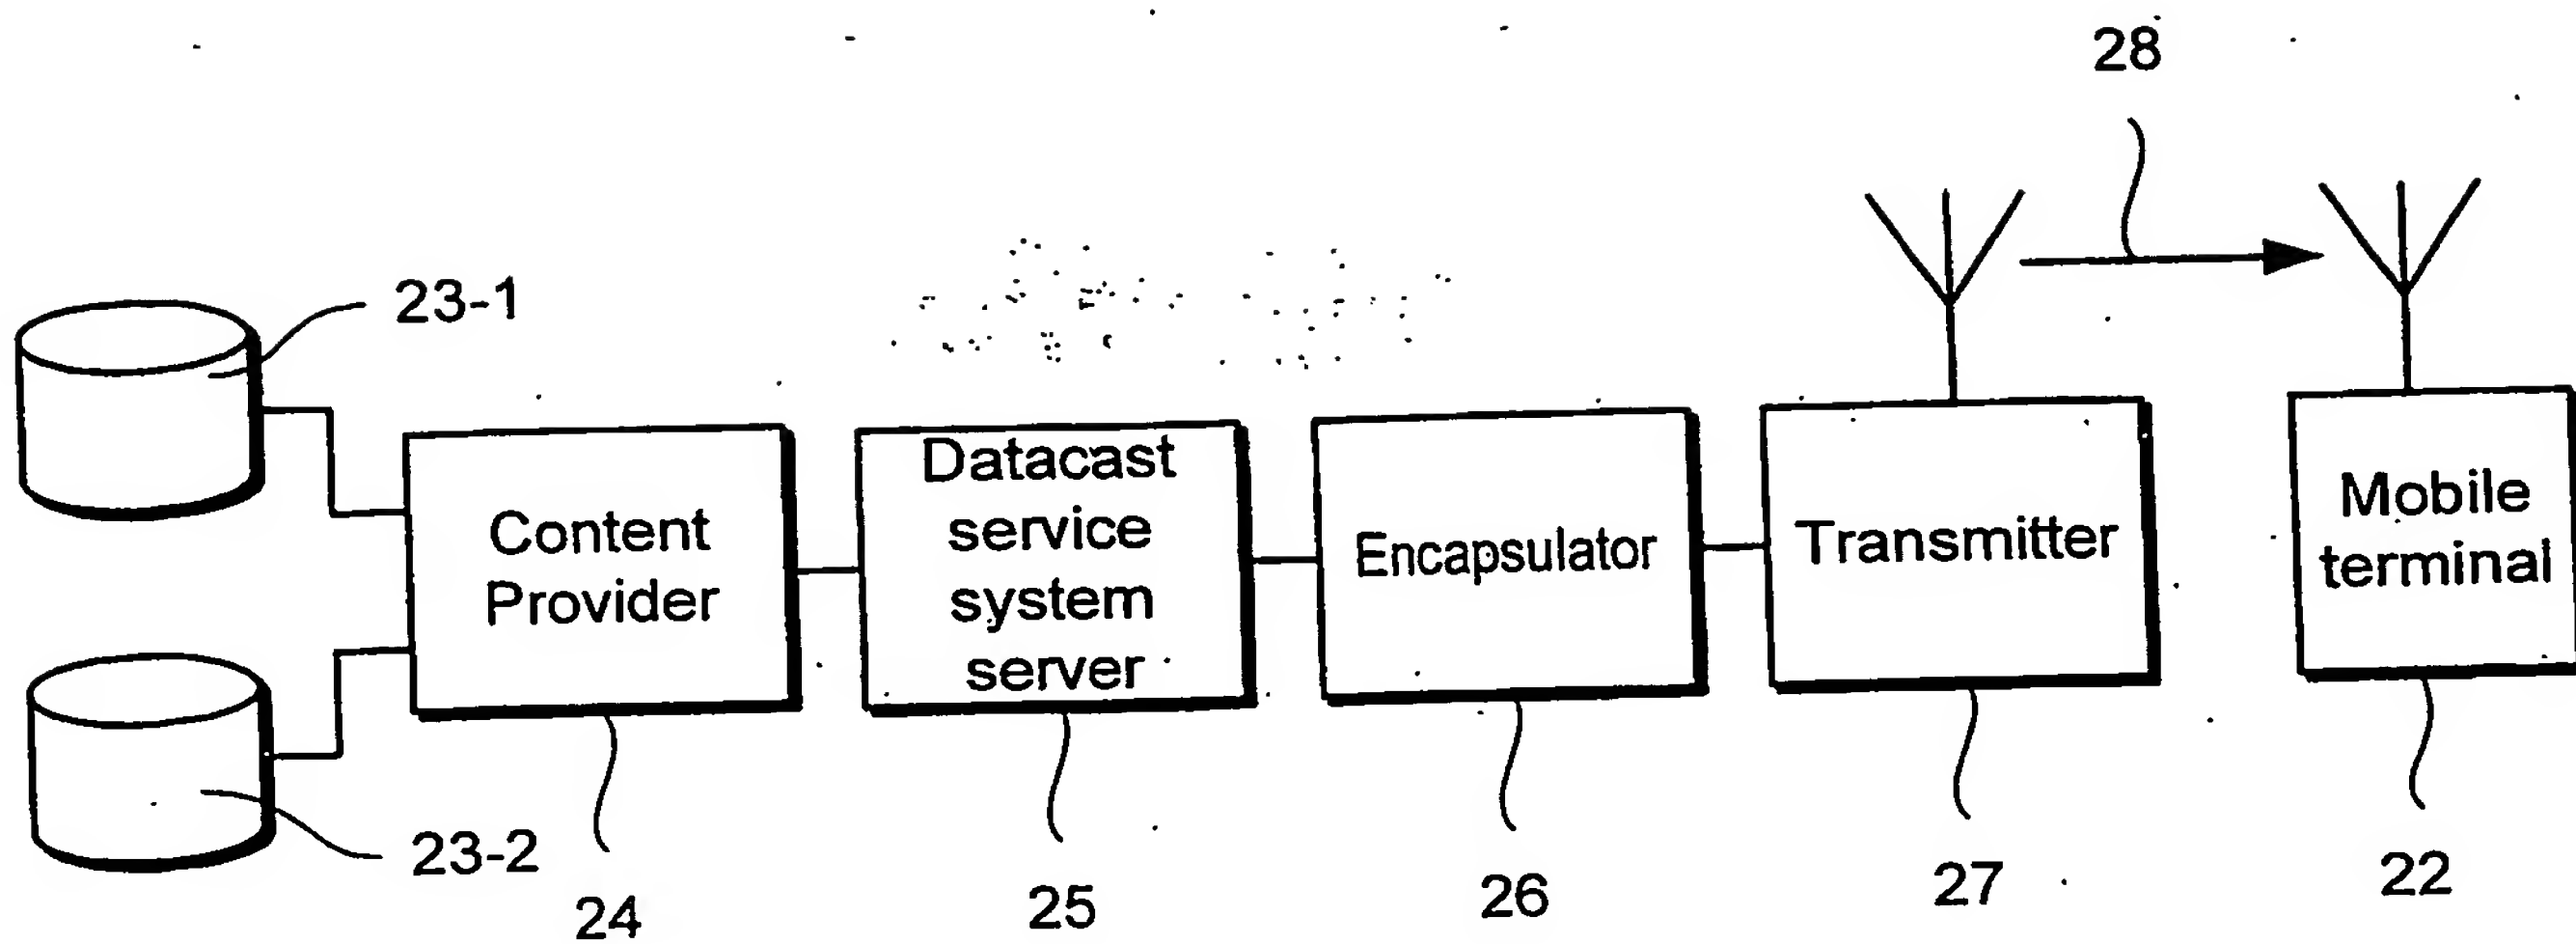 28
23-1
Content
Provider
Datacast
service
system
server
Encapsulator
Transmitter
Mobile
terminal
23-2
24
25
26
27
22